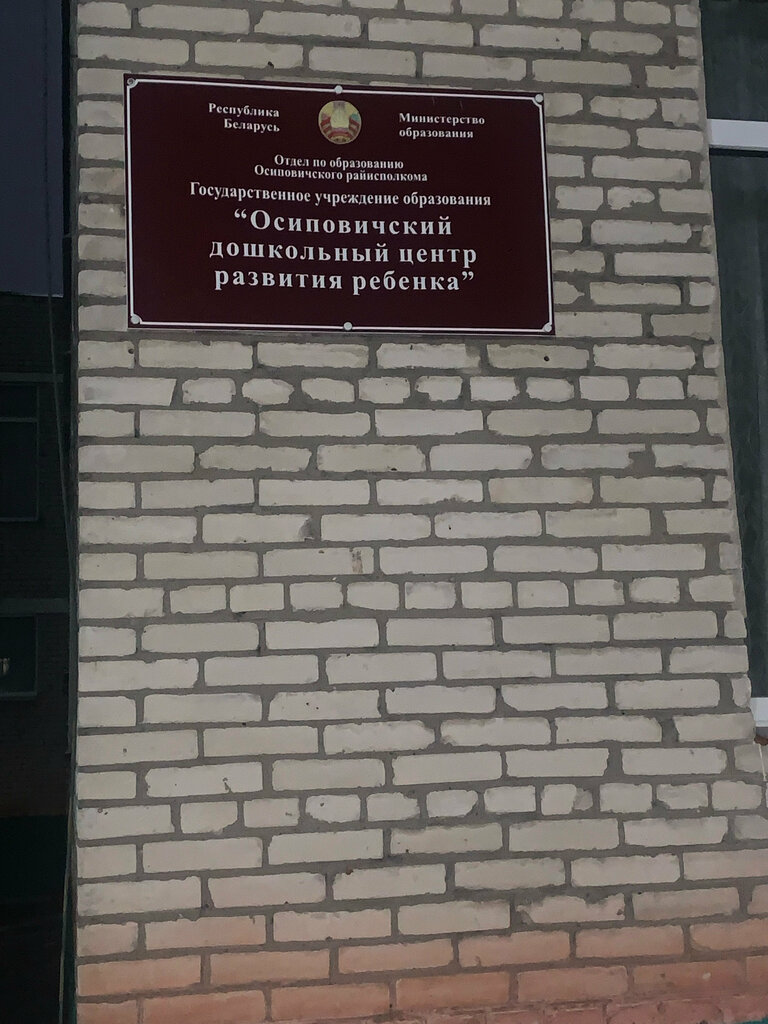 Республика
Беларусь
Министерство
образования
Отдел по образованию
Осиповичского райисполкома
Государственное учреждение образования
“Осиповичский
дошкольный центр
развития ребенка”